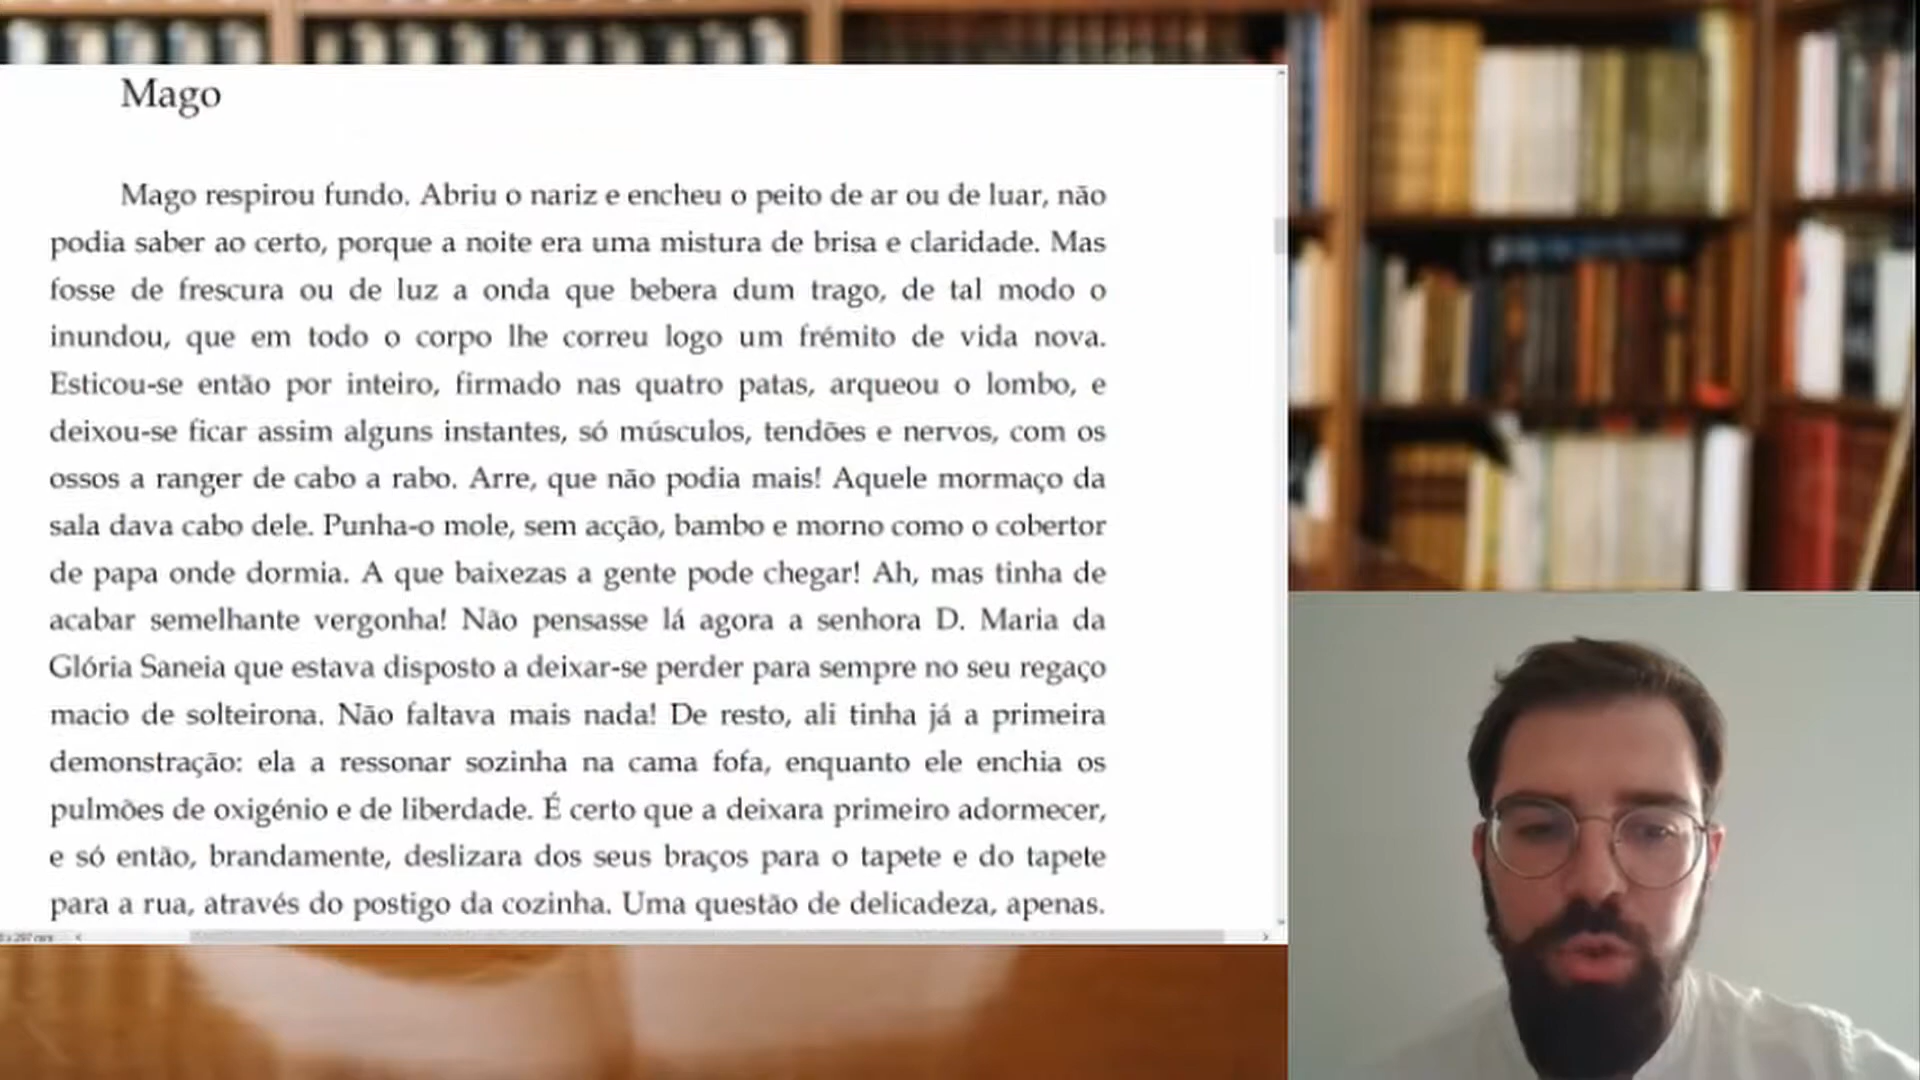 Mago
Mago respirou fundo. Abriu o nariz e encheu o peito de ar ou de luar, não
podia saber ao certo, porque a noite era uma mistura de brisa e claridade. Mas
fosse de frescura ou de luz a onda que bebera dum trago, de tal modo o
inundou, que em todo o corpo lhe correu logo um frémito de vida nova.
Esticou-se então por inteiro, firmado nas quatro patas, arqueou o lombo, e
deixou-se ficar assim alguns instantes, só músculos, tendões e nervos, com os
ossos a ranger de cabo a rabo. Arre, que não podia mais! Aquele mormaço da
sala dava cabo dele. Punha-o mole, sem acção, bambo e morno como o cobertor
de papa onde dormia. A que baixezas a gente pode chegar! Ah, mas tinha de
acabar semelhante vergonha! Não pensasse lá agora a senhora D. Maria da
Glória Saneia que estava disposto a deixar-se perder para sempre no seu regaço
macio de solteirona. Não faltava mais nada! De resto, ali tinha já a primeira
demonstração: ela a ressonar sozinha na cama fofa, enquanto ele enchia os
pulmões de oxigénio e de liberdade. É certo que a deixara primeiro adormecer,
e só então, brandamente, deslizara dos seus braços para o tapete e do tapete
para a rua, através do postigo da cozinha. Uma questão de delicadeza, apenas.